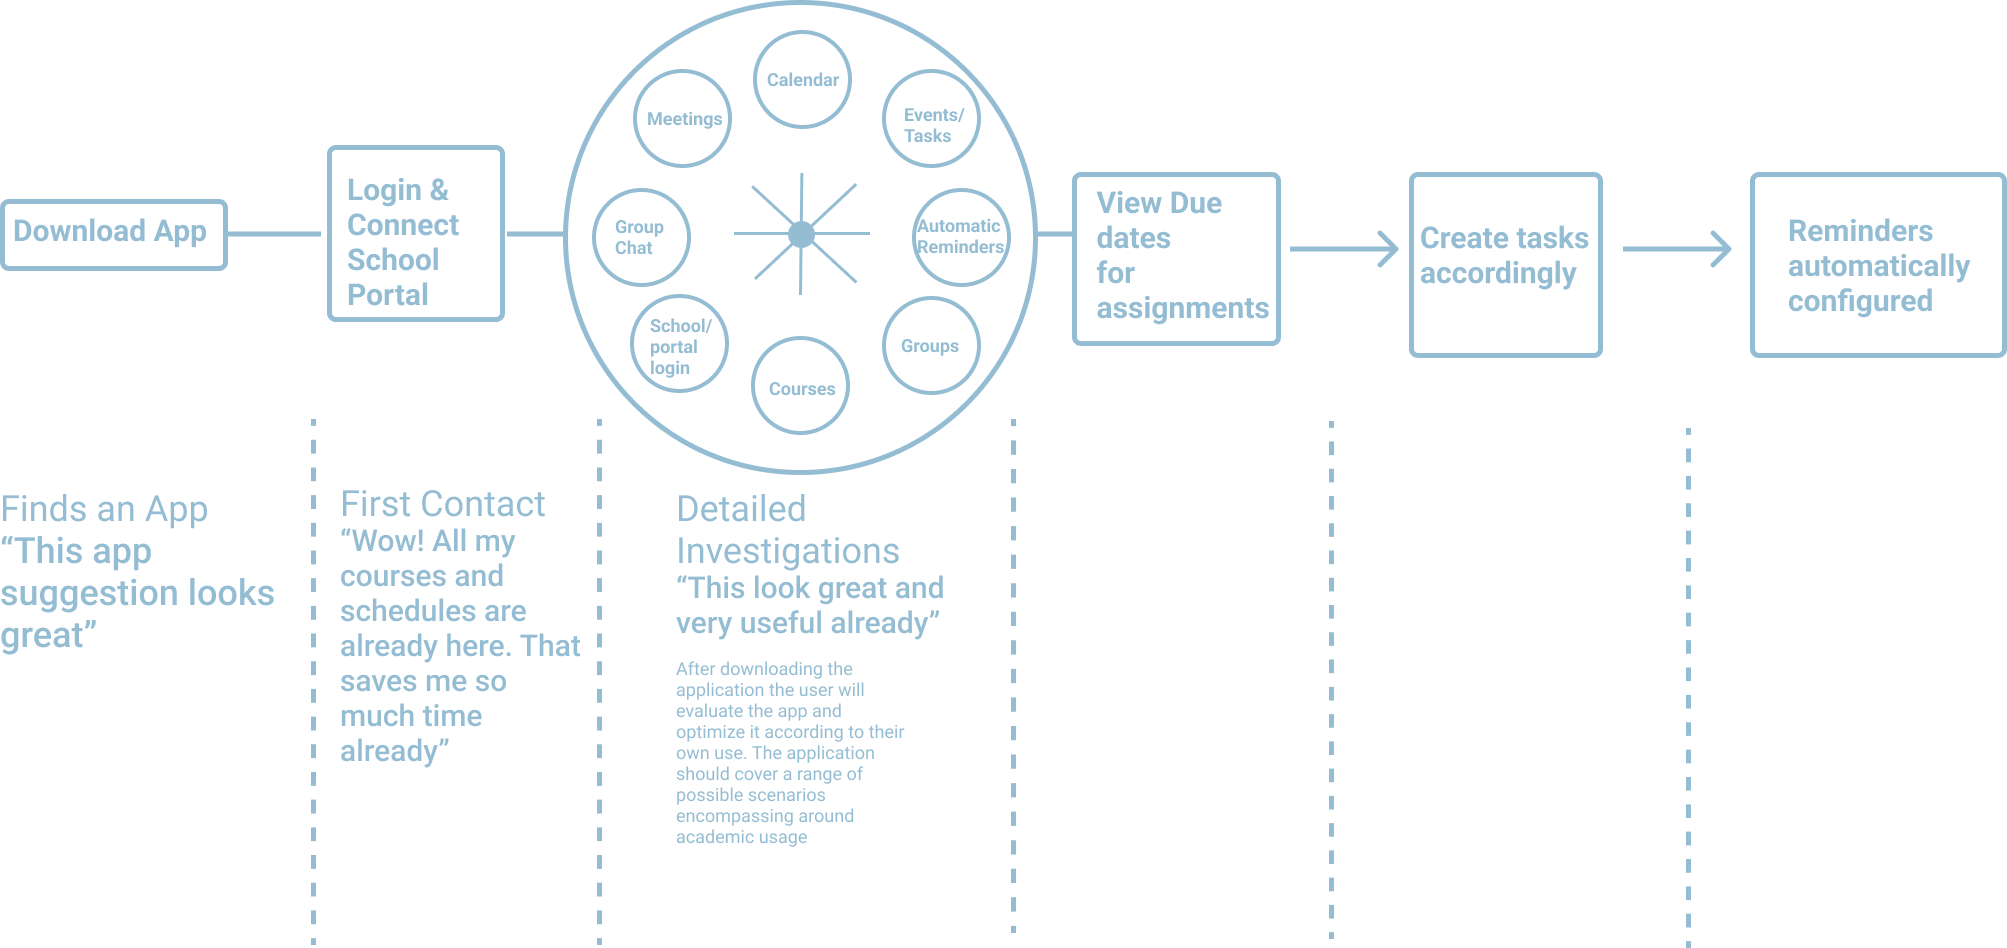 Download App
Login &
Connect
School
Portal
Calendar
Meetings
Events/
Tasks
Group
Chat
Automatic
Reminders
School/
portal
login
Groups
Courses
View Due
dates
for
assignments
Create tasks
accordingly
Reminders
automatically
configured
Finds an App
“This app
suggestion looks
great”
First Contact
“Wow! All my
courses and
schedules are
already here. That
saves me so
much time
already”
Detailed
Investigations
“This look great and
very useful already”
After downloading the
application the user will
evaluate the app and
optimize it according to their
own use. The application
should cover a range of
possible scenarios
encompassing around
academic usage